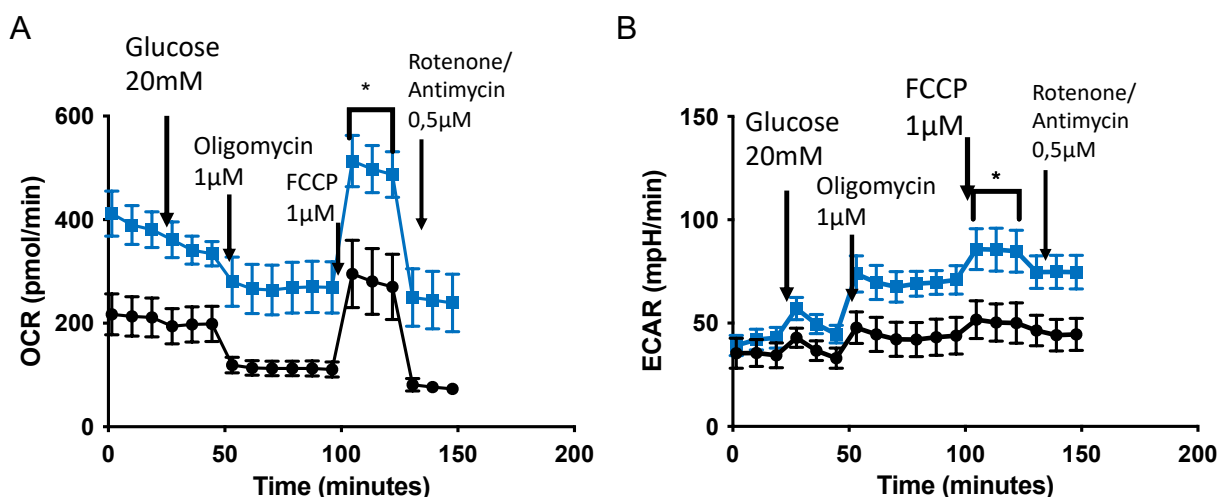 A
Glucose
20mM
Oligomycin
1µM
FCCP
1µM
*
Rotenone/
Antimycin
0,5µM
OCR (pmol/min)
600
400
200
0
0
50
100
150
200
Time (minutes)
B
Glucose
20mM
Oligomycin
1µM
FCCP
1µM
*
Rotenone/
Antimycin
0,5µM
ECAR (mpH/min)
150
100
50
0
0
50
100
150
200
Time (minutes)